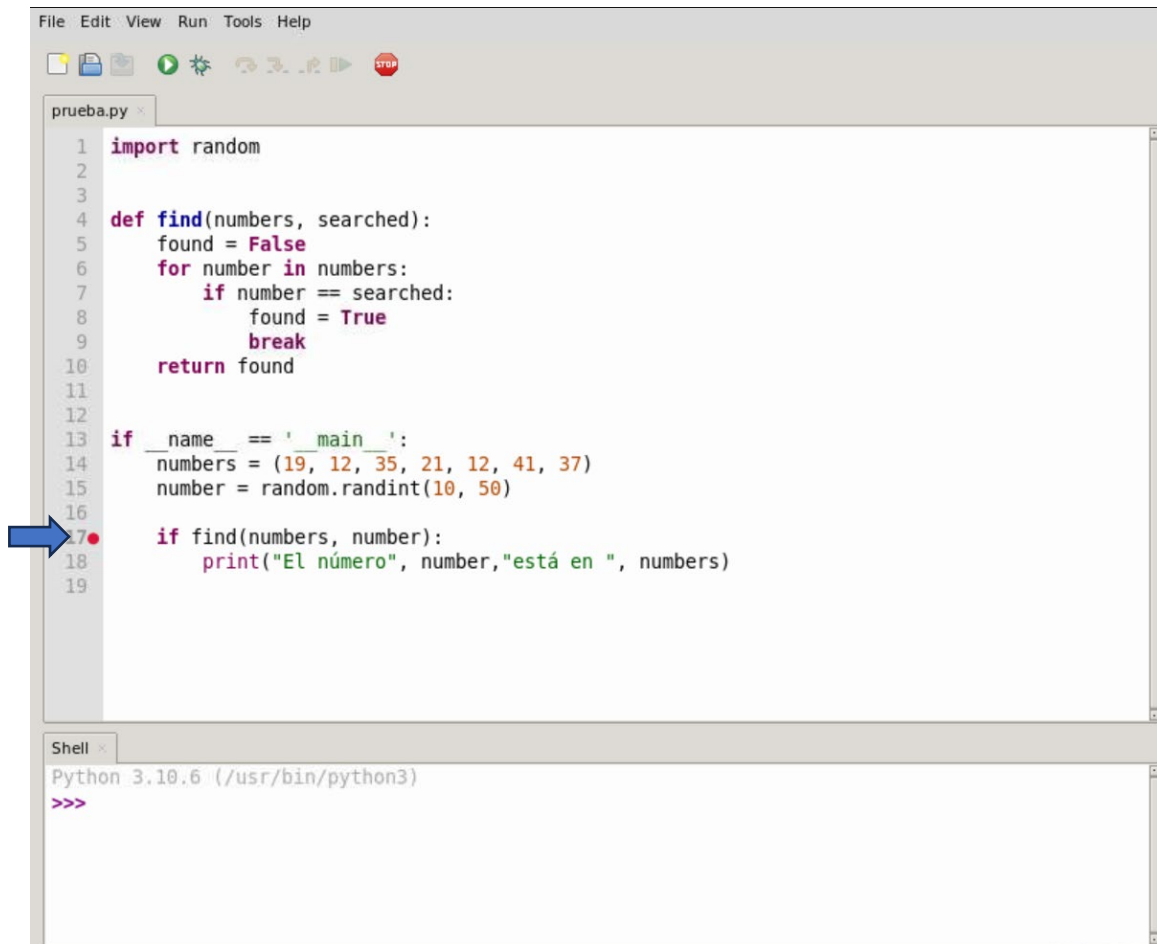 File Edit View Run Tools Help
STOP
prueba.py
1 import random
2
3
4 def find(numbers, searched):
5     found = False
6     for number in numbers:
7         if number == searched:
8             found = True
9             break
10     return found
11
12
13 if __name__ == '__main__':
14     numbers = (19, 12, 35, 21, 12, 41, 37)
15     number = random.randint(10, 50)
16
17     if find(numbers, number):
18         print("El número", number,"está en ", numbers)
19
Shell
Python 3.10.6 (/usr/bin/python3)
>>>